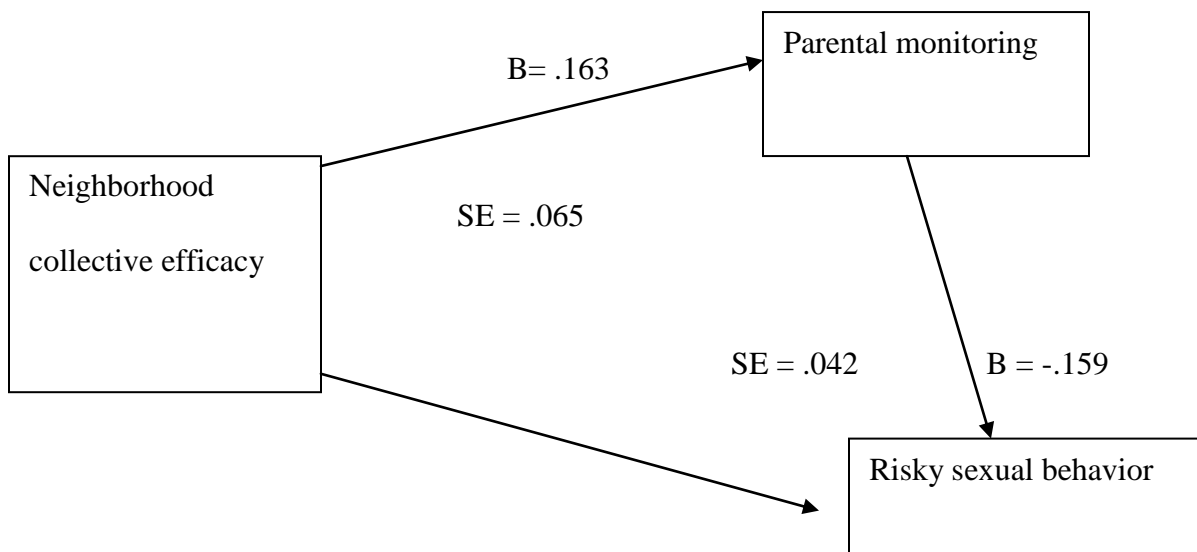 Parental monitoring
B= .163
Neighborhood
SE = .065
collective efficacy
SE = .042
B = -.159
Risky sexual behavior